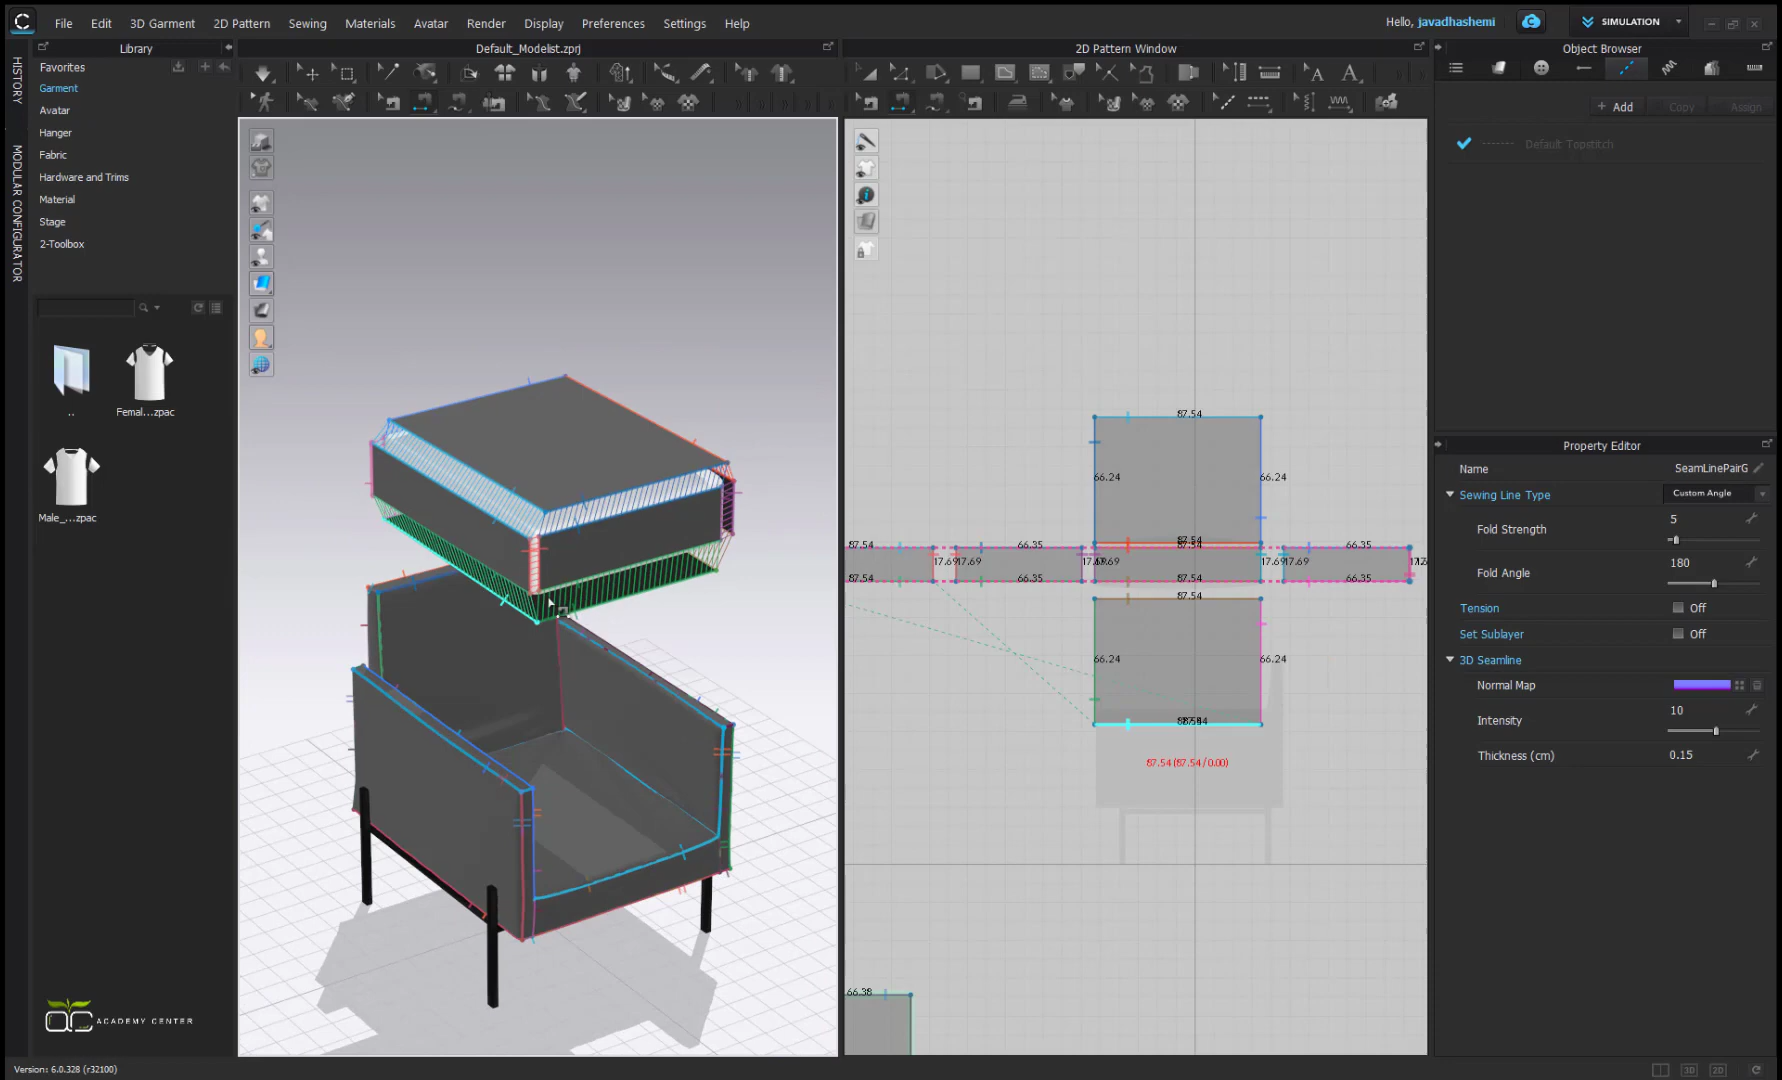 File Edit 3D Garment 2D Pattern Sewing Materials Avatar Render Display Preferences Settings Help
Hello, javadhashemi
SIMULATION
HISTORY
MODULAR CONFIGURATOR
Library
Favorites
Garment
Avatar
Hanger
Fabric
Hardware and Trims
Material
Stage
2-Toolbox
..
Femal...zpac
Male_...zpac
ACADEMY CENTER
Version: 6.0.328 (r32100)
Default_Modelist.zprj
2D Pattern Window
87.54
66.24
66.24
87.54
66.35
87.54
66.35
17.69
17.69
17.69
17.69
87.54
66.35
87.54
66.35
87.54
66.24
66.24
87.54 (87.54 / 0.00)
66.38
Object Browser
+ Add Copy Assign
Default Topstitch
Property Editor
Name SeamLinePairG
Sewing Line Type Custom Angle
Fold Strength 5
Fold Angle 180
Tension Off
Set Sublayer Off
3D Seamline
Normal Map
Intensity 10
Thickness (cm) 0.15
3D
2D